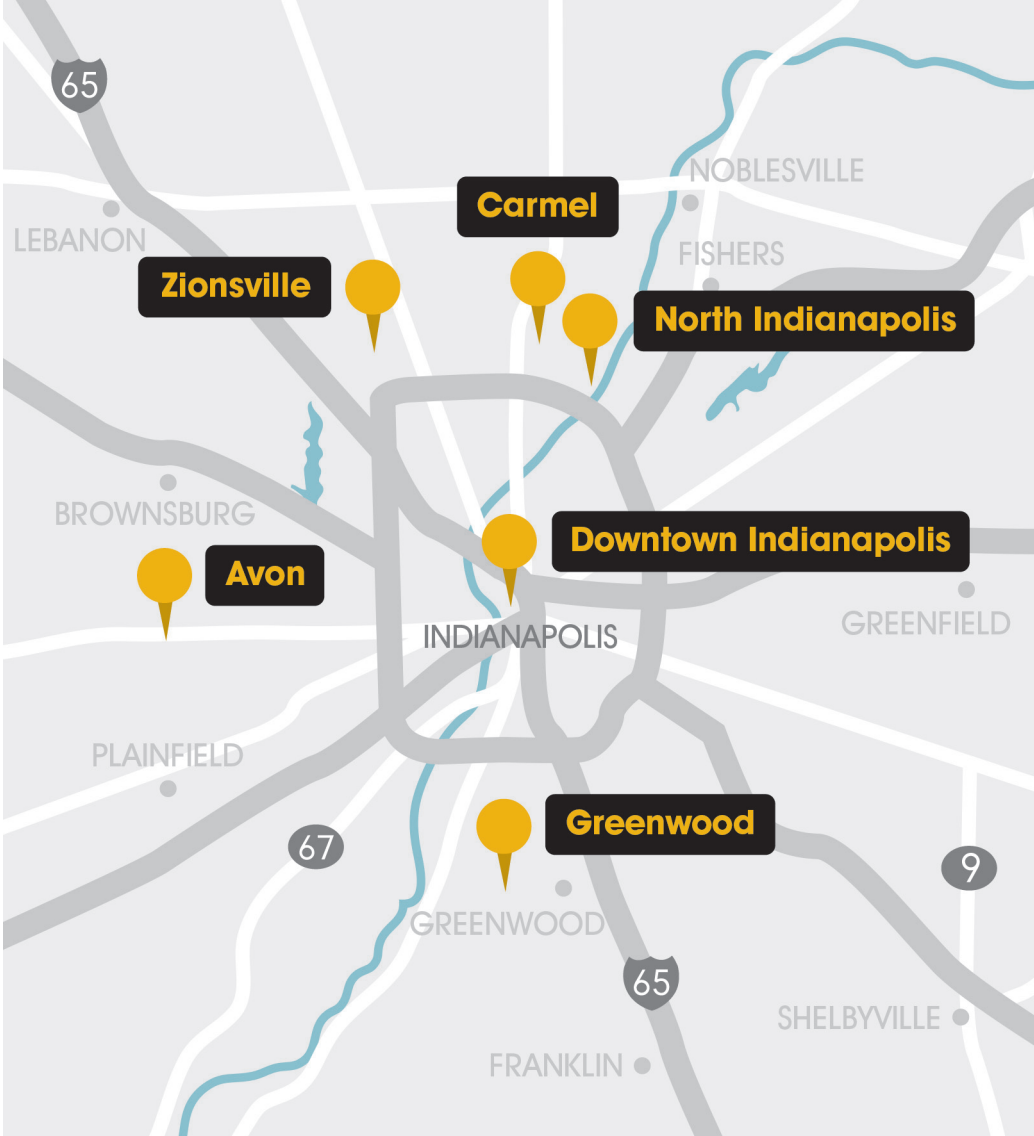 65
NOBLESVILLE
Carmel
LEBANON
FISHERS
Zionsville
North Indianapolis
BROWNSBURG
Downtown Indianapolis
Avon
GREENFIELD
INDIANAPOLIS
PLAINFIELD
Greenwood
67
9
GREENWOOD
65
SHELBYVILLE
FRANKLIN